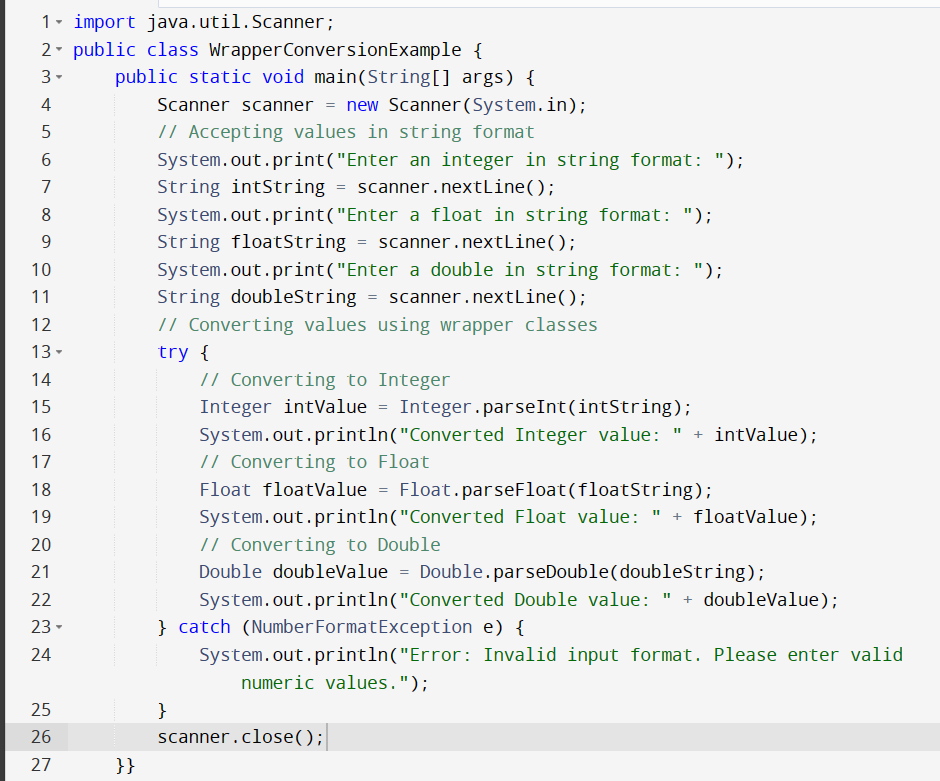 1 import java.util.Scanner;
2 public class WrapperConversionExample {
3     public static void main(String[] args) {
4         Scanner scanner = new Scanner(System.in);
5         // Accepting values in string format
6         System.out.print("Enter an integer in string format: ");
7         String intString = scanner.nextLine();
8         System.out.print("Enter a float in string format: ");
9         String floatString = scanner.nextLine();
10         System.out.print("Enter a double in string format: ");
11         String doubleString = scanner.nextLine();
12         // Converting values using wrapper classes
13         try {
14             // Converting to Integer
15             Integer intValue = Integer.parseInt(intString);
16             System.out.println("Converted Integer value: " + intValue);
17             // Converting to Float
18             Float floatValue = Float.parseFloat(floatString);
19             System.out.println("Converted Float value: " + floatValue);
20             // Converting to Double
21             Double doubleValue = Double.parseDouble(doubleString);
22             System.out.println("Converted Double value: " + doubleValue);
23         } catch (NumberFormatException e) {
24             System.out.println("Error: Invalid input format. Please enter valid
                numeric values.");
25         }
26         scanner.close();
27     }}